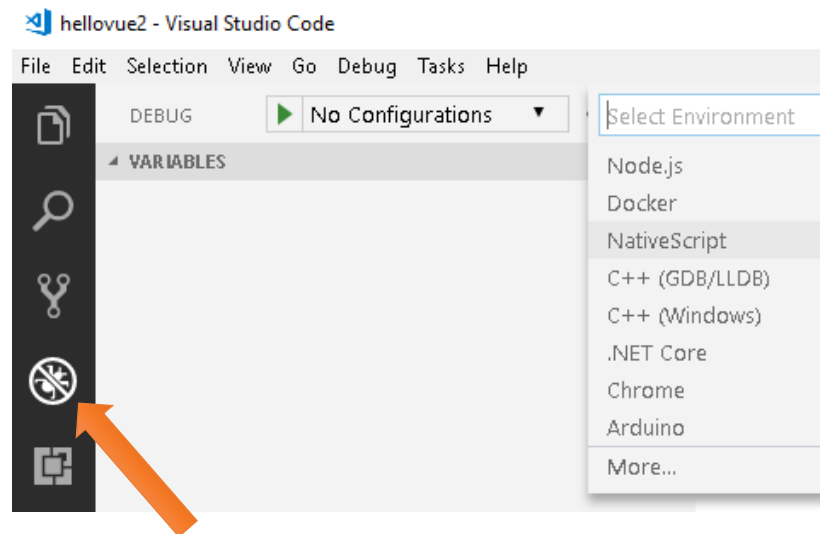 hellovue2 - Visual Studio Code
File Edit Selection View Go Debug Tasks Help
DEBUG
No Configurations
VARIABLES
Select Environment
Node.js
Docker
NativeScript
C++ (GDB/LLDB)
C++ (Windows)
.NET Core
Chrome
Arduino
More...